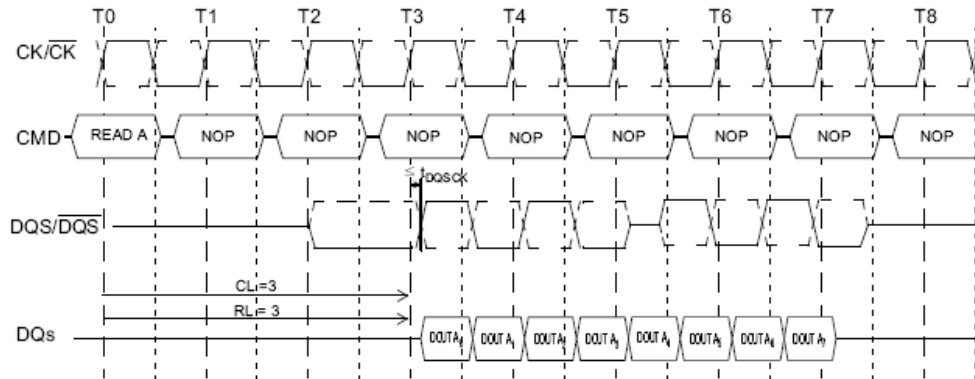 T0 T1 T2 T3 T4 T5 T6 T7 T8
CK/CK
CMD READ A NOP NOP NOP NOP NOP NOP NOP NOP
≤ tDQSCK
DQS/DQS
CL=3
RL = 3
DQs DOUT A0 DOUT A1 DOUT A2 DOUT A3 DOUT A4 DOUT A5 DOUT A6 DOUT A7